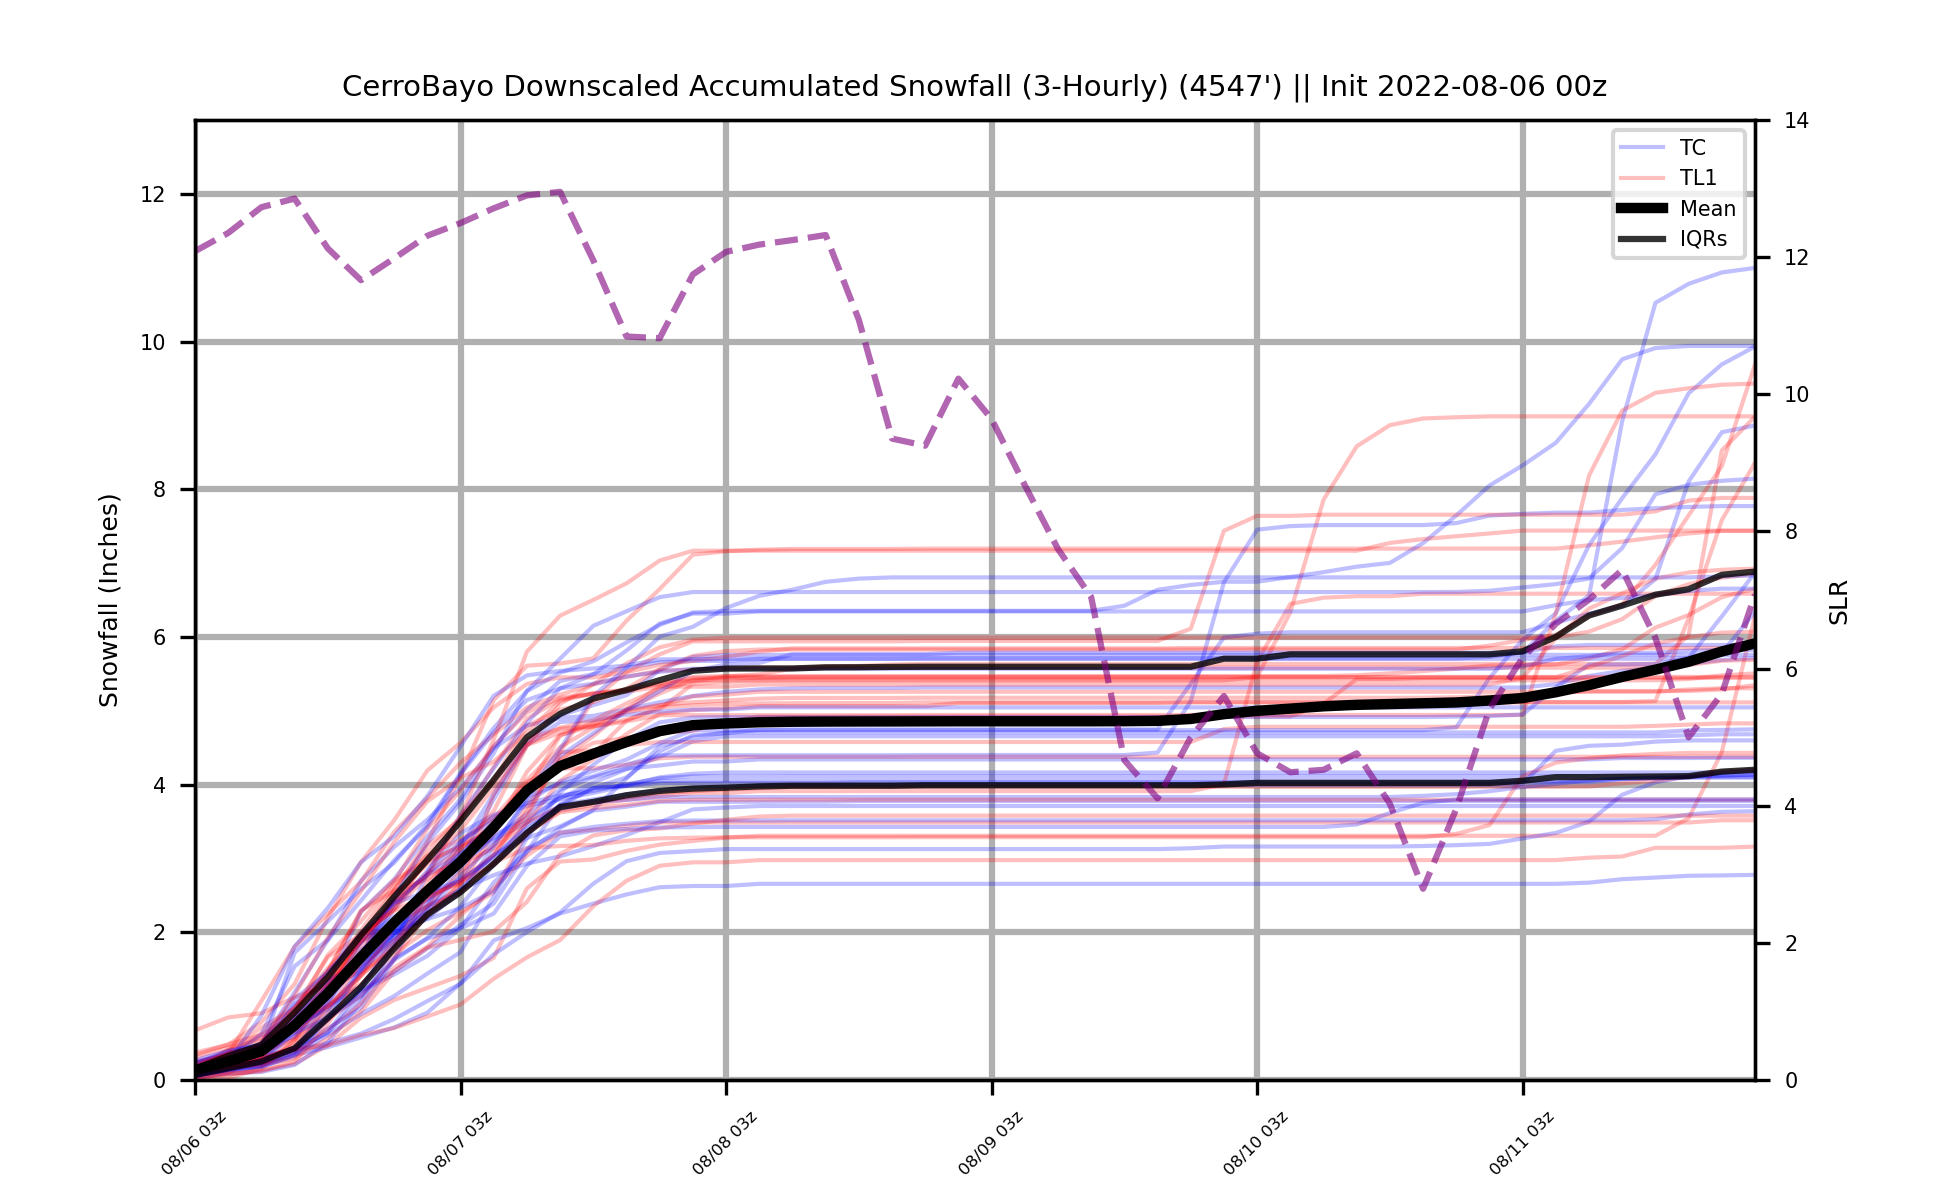 CerroBayo Downscaled Accumulated Snowfall (3-Hourly) (4547') || Init 2022-08-06 00z
TC
TL1
Mean
IQRs
Snowfall (Inches)
12
10
8
6
4
2
0
SLR
14
12
10
8
6
4
2
0
08/06 03z
08/07 03z
08/08 03z
08/09 03z
08/10 03z
08/11 03z